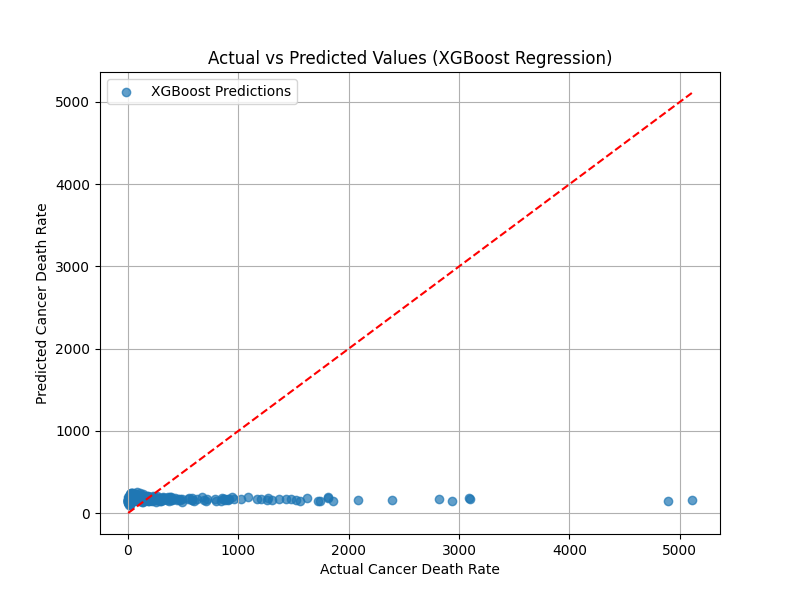 Actual vs Predicted Values (XGBoost Regression)
XGBoost Predictions
5000
4000
3000
2000
1000
0
Predicted Cancer Death Rate
0 1000 2000 3000 4000 5000
Actual Cancer Death Rate